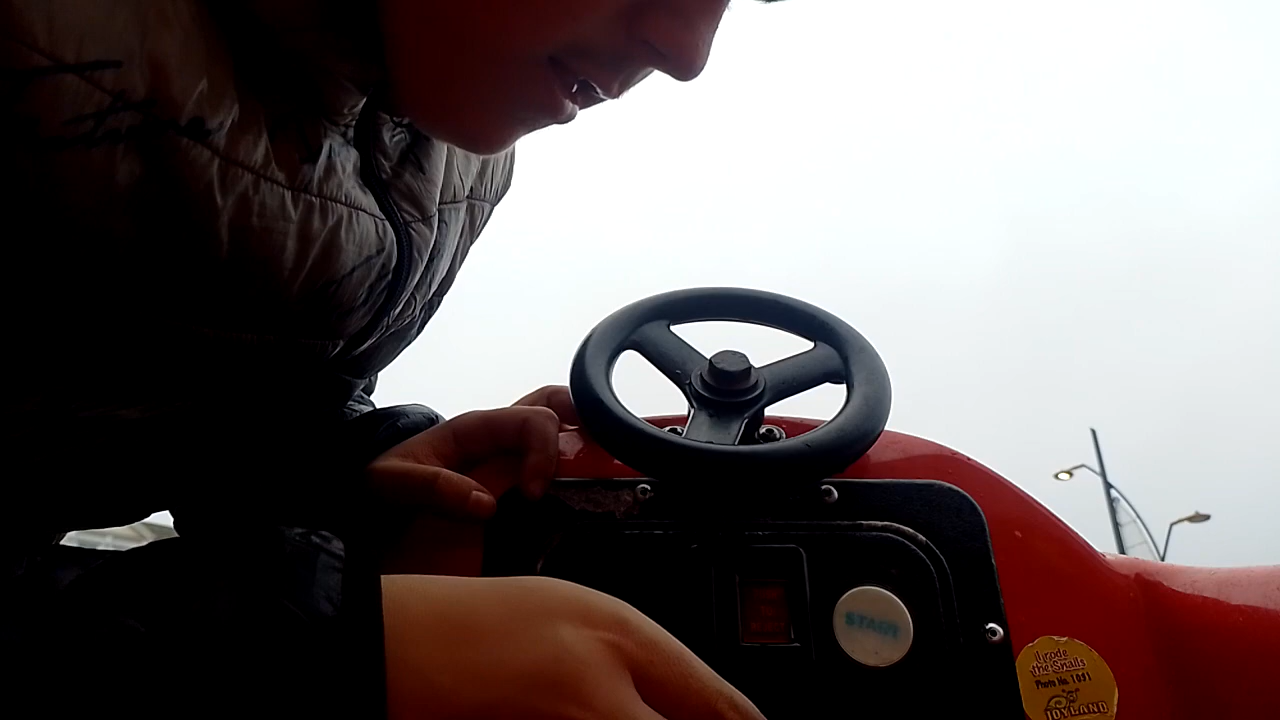 START
I rode
the Snails
Photo No. 1091
JOYLAND